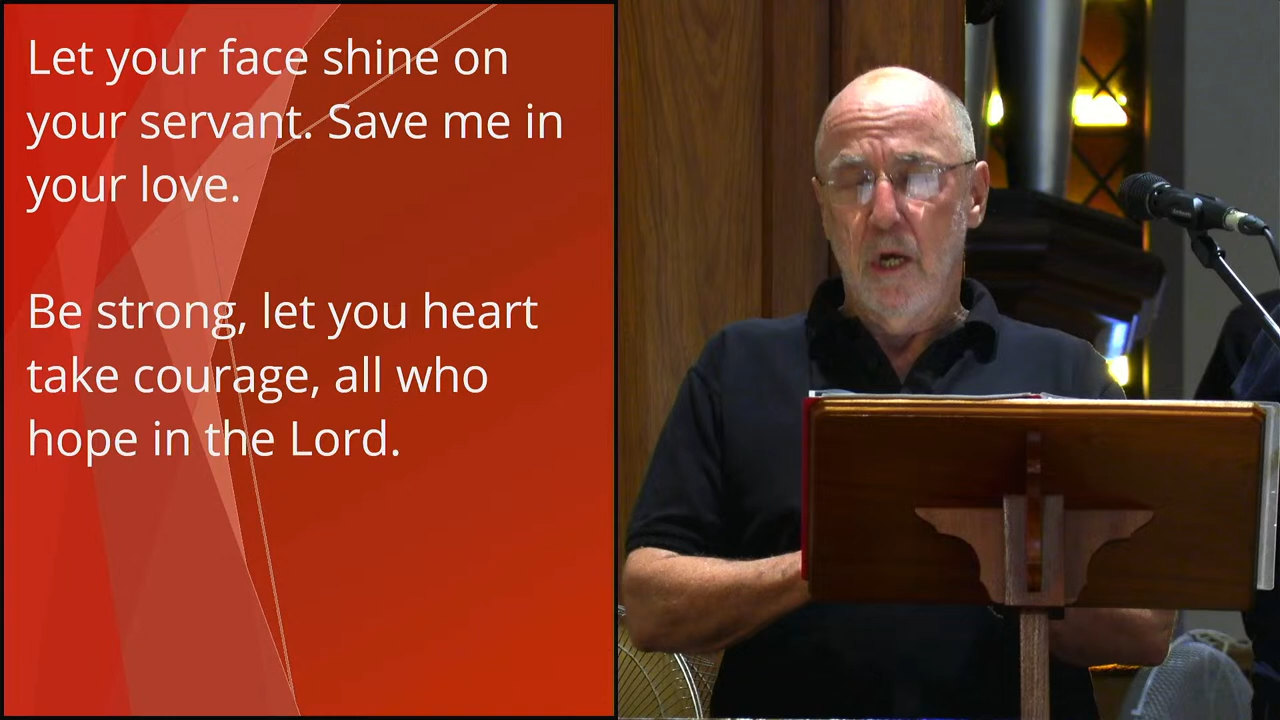 Let your face shine on
your servant. Save me in
your love.
Be strong, let you heart
take courage, all who
hope in the Lord.